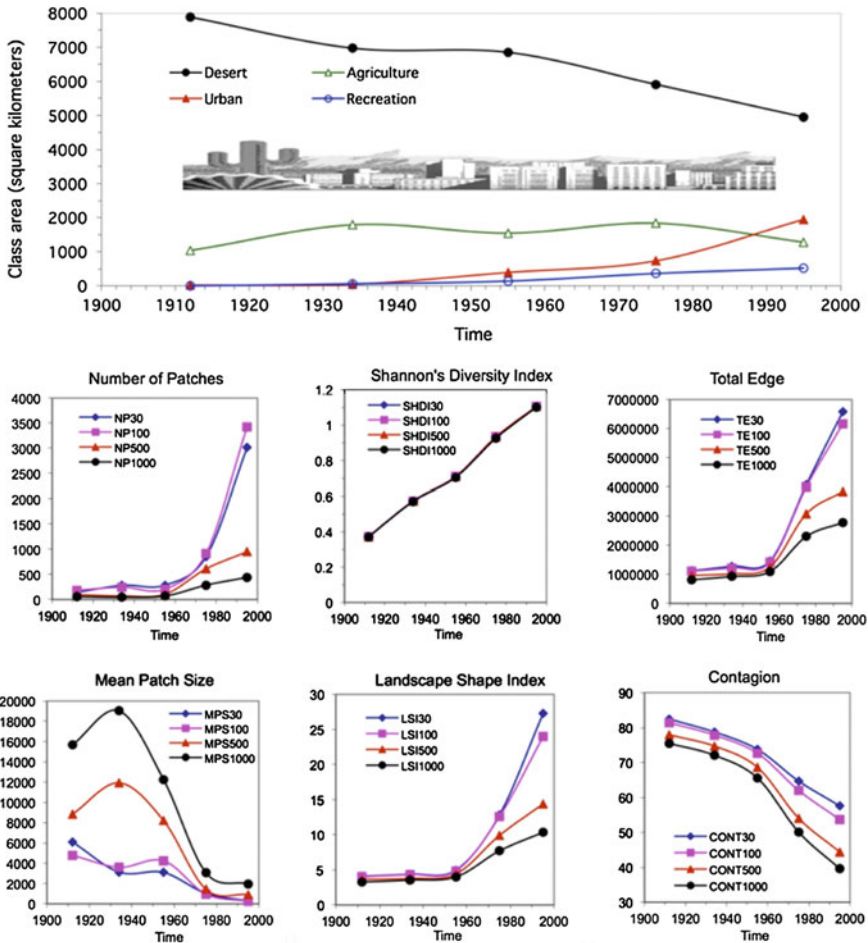 8000
7000
6000
5000
4000
3000
2000
1000
0
Class area (square kilometers)
Desert
Agriculture
Urban
Recreation
1900 1910 1920 1930 1940 1950 1960 1970 1980 1990 2000
Time
Number of Patches
4000
3500
3000
2500
2000
1500
1000
500
0
NP30
NP100
NP500
NP1000
1900 1920 1940 1960 1980 2000
Time
Shannon's Diversity Index
1.2
1
0.8
0.6
0.4
0.2
0
SHDI30
SHDI100
SHDI500
SHDI1000
1900 1920 1940 1960 1980 2000
Time
Total Edge
7000000
6000000
5000000
4000000
3000000
2000000
1000000
0
TE30
TE100
TE500
TE1000
1900 1920 1940 1960 1980 2000
Time
Mean Patch Size
20000
18000
16000
14000
12000
10000
8000
6000
4000
2000
0
MPS30
MPS100
MPS500
MPS1000
1900 1920 1940 1960 1980 2000
Time
Landscape Shape Index
30
25
20
15
10
5
0
LSI30
LSI100
LSI500
LSI1000
1900 1920 1940 1960 1980 2000
Time
Contagion
90
80
70
60
50
40
30
CONT30
CONT100
CONT500
CONT1000
1900 1920 1940 1960 1980 2000
Time